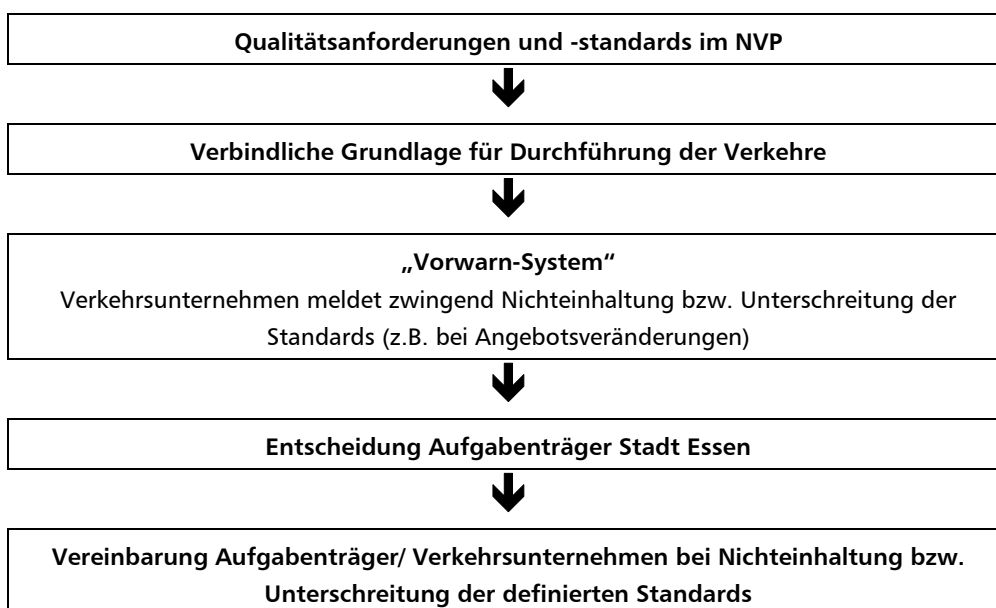 Qualitätsanforderungen und -standards im NVP
Verbindliche Grundlage für Durchführung der Verkehre
„Vorwarn-System“
Verkehrsunternehmen meldet zwingend Nichteinhaltung bzw. Unterschreitung der
Standards (z.B. bei Angebotsveränderungen)
Entscheidung Aufgabenträger Stadt Essen
Vereinbarung Aufgabenträger/ Verkehrsunternehmen bei Nichteinhaltung bzw.
Unterschreitung der definierten Standards